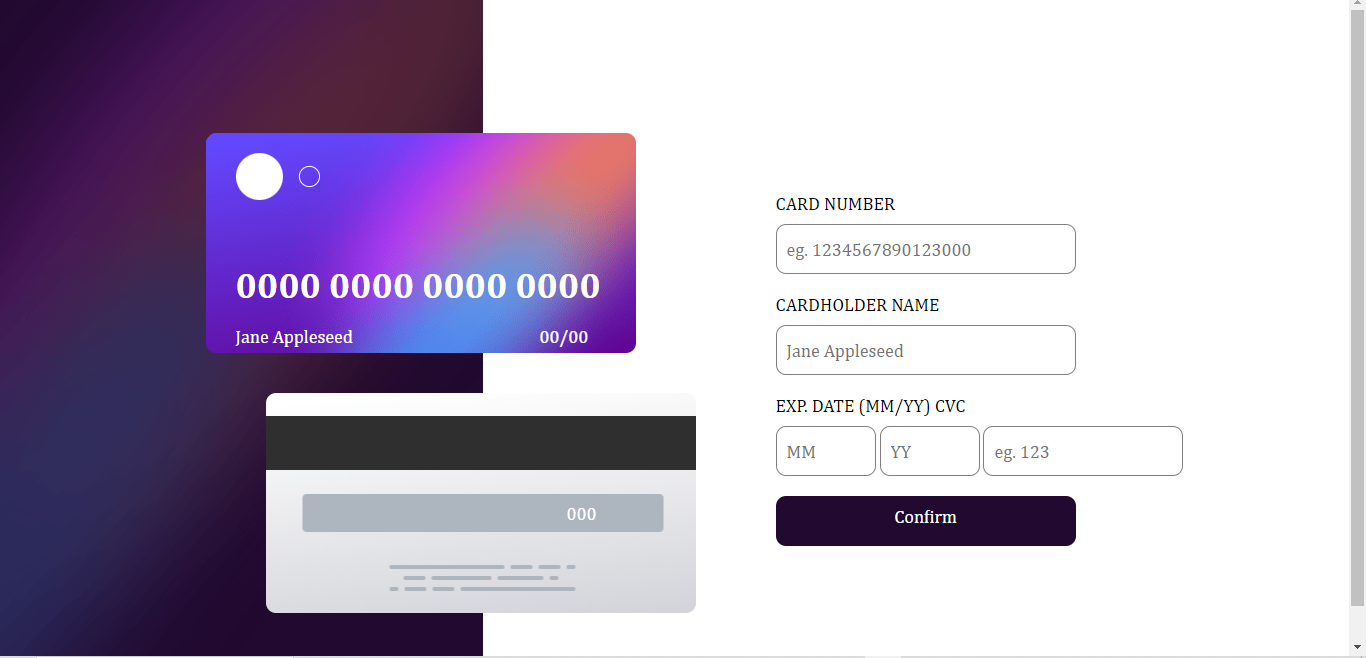 0000 0000 0000 0000
Jane Appleseed 00/00
000
CARD NUMBER
eg. 1234567890123000
CARDHOLDER NAME
Jane Appleseed
EXP. DATE (MM/YY) CVC
MM YY eg. 123
Confirm